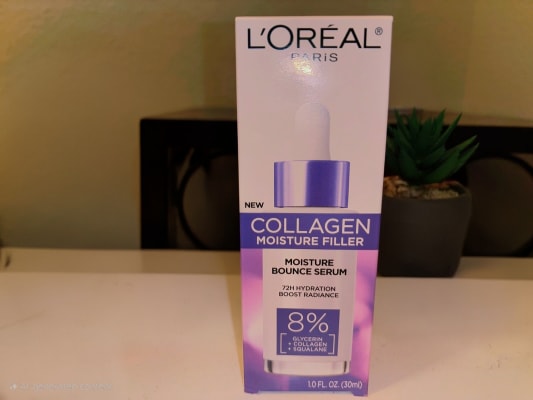 L'ORÉAL®
PARiS
NEW
COLLAGEN
MOISTURE FILLER
MOISTURE
BOUNCE SERUM
72H HYDRATION
BOOST RADIANCE
8%
GLYCERIN
+ COLLAGEN
+ SQUALANE
1.0 FL. OZ. (30ml)